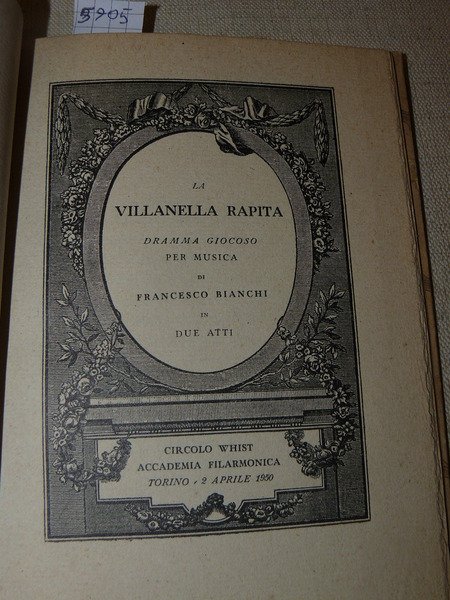 5905
LA
VILLANELLA RAPITA
DRAMMA GIOCOSO
PER MUSICA
DI
FRANCESCO BIANCHI
IN
DUE ATTI
CIRCOLO WHIST
ACCADEMIA FILARMONICA
TORINO, 2 APRILE 1950